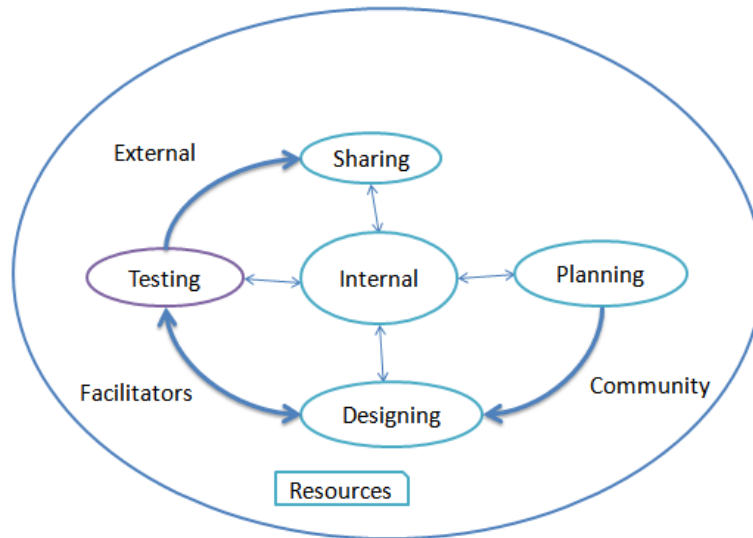 External
Sharing
Testing
Internal
Planning
Facilitators
Designing
Community
Resources